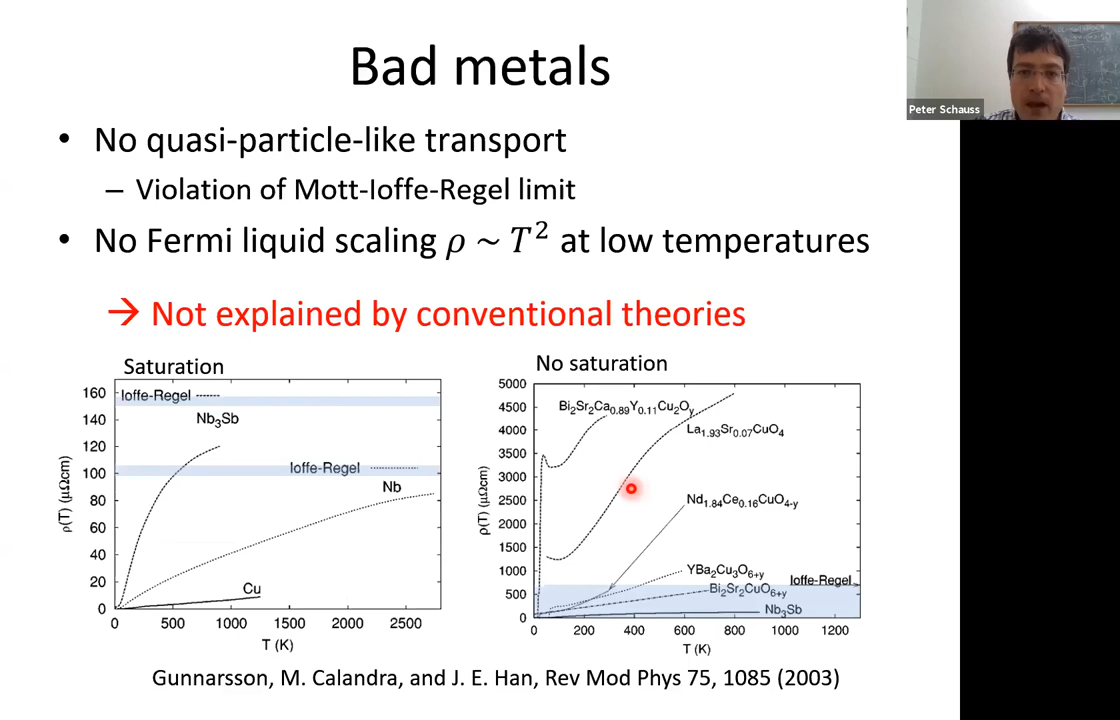 Bad metals
Peter Schauss
• No quasi-particle-like transport
– Violation of Mott-Ioffe-Regel limit
• No Fermi liquid scaling ρ ~ T² at low temperatures
→ Not explained by conventional theories
Saturation
160
140
120
100
80
60
40
20
0
ρ(T) (μΩcm)
Ioffe-Regel
Nb₃Sb
Ioffe-Regel
Nb
Cu
0 500 1000 1500 2000 2500
T (K)
No saturation
5000
4500
4000
3500
3000
2500
2000
1500
1000
500
0
ρ(T) (μΩcm)
Bi₂Sr₂Ca₀.₈₉Y₀.₁₁Cu₂Oᵧ
La₁.₉₃Sr₀.₀₇CuO₄
Nd₁.₈₄Ce₀.₁₆CuO₄₋ᵧ
YBa₂Cu₃O₆₊ᵧ
Ioffe-Regel
Bi₂Sr₂CuO₆₊ᵧ
Nb₃Sb
0 200 400 600 800 1000 1200
T (K)
Gunnarsson, M. Calandra, and J. E. Han, Rev Mod Phys 75, 1085 (2003)